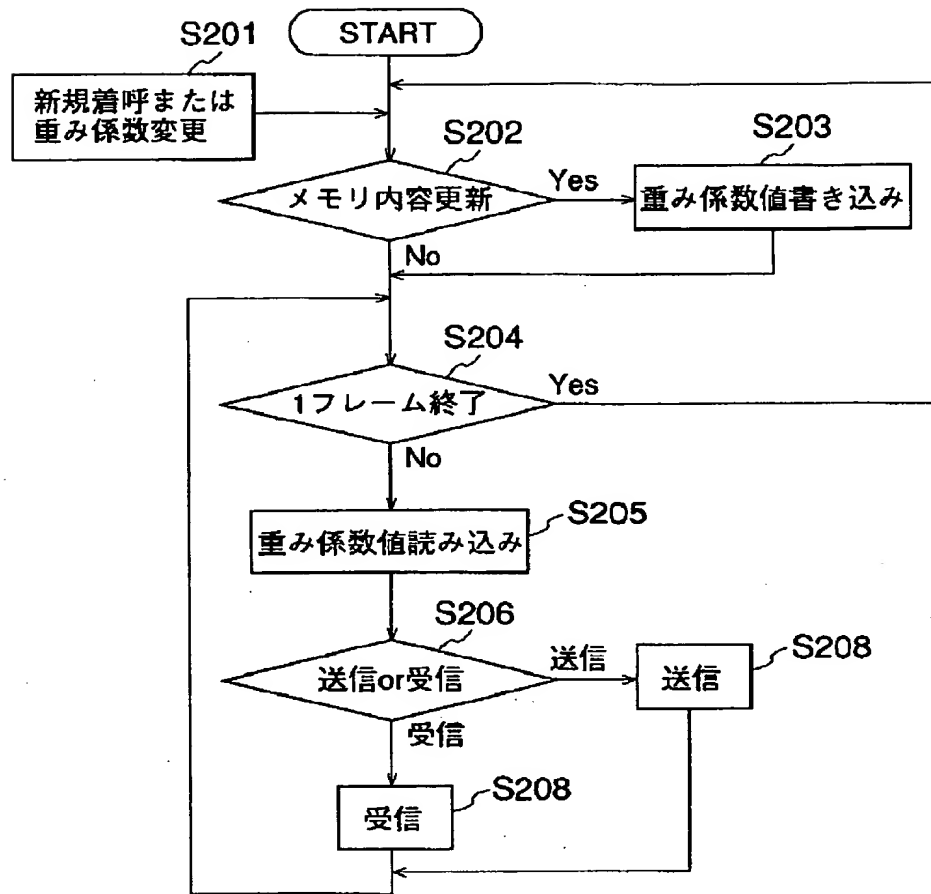 START
S201
新規着呼または
重み係数変更
S202
メモリ内容更新
Yes
S203
重み係数値書き込み
No
S204
1フレーム終了
Yes
No
S205
重み係数値読み込み
S206
送信or受信
送信
S208
送信
受信
S208
受信